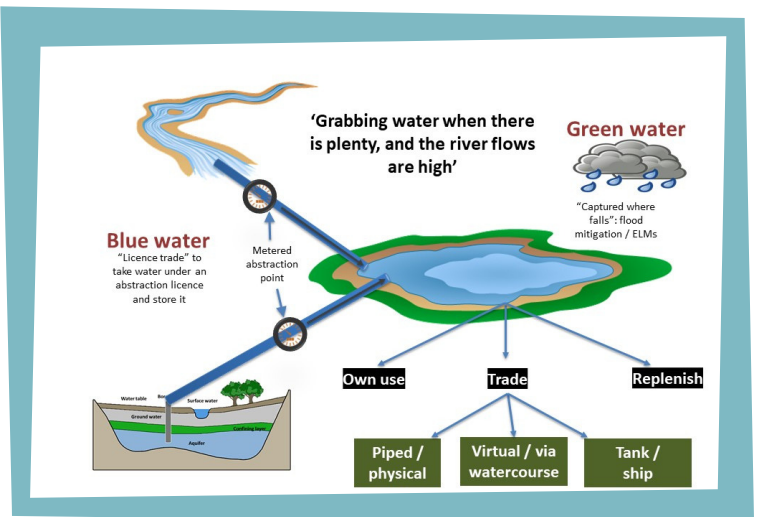 ‘Grabbing water when there
is plenty, and the river flows
are high’
Green water
“Captured where
falls”: flood
mitigation / ELMs
Blue water
“Licence trade” to
take water under an
abstraction licence
and store it
Metered
abstraction
point
Own use
Trade
Replenish
Piped /
physical
Virtual / via
watercourse
Tank /
ship
Water table
Surface water
Ground water
Confining layer
Aquifer